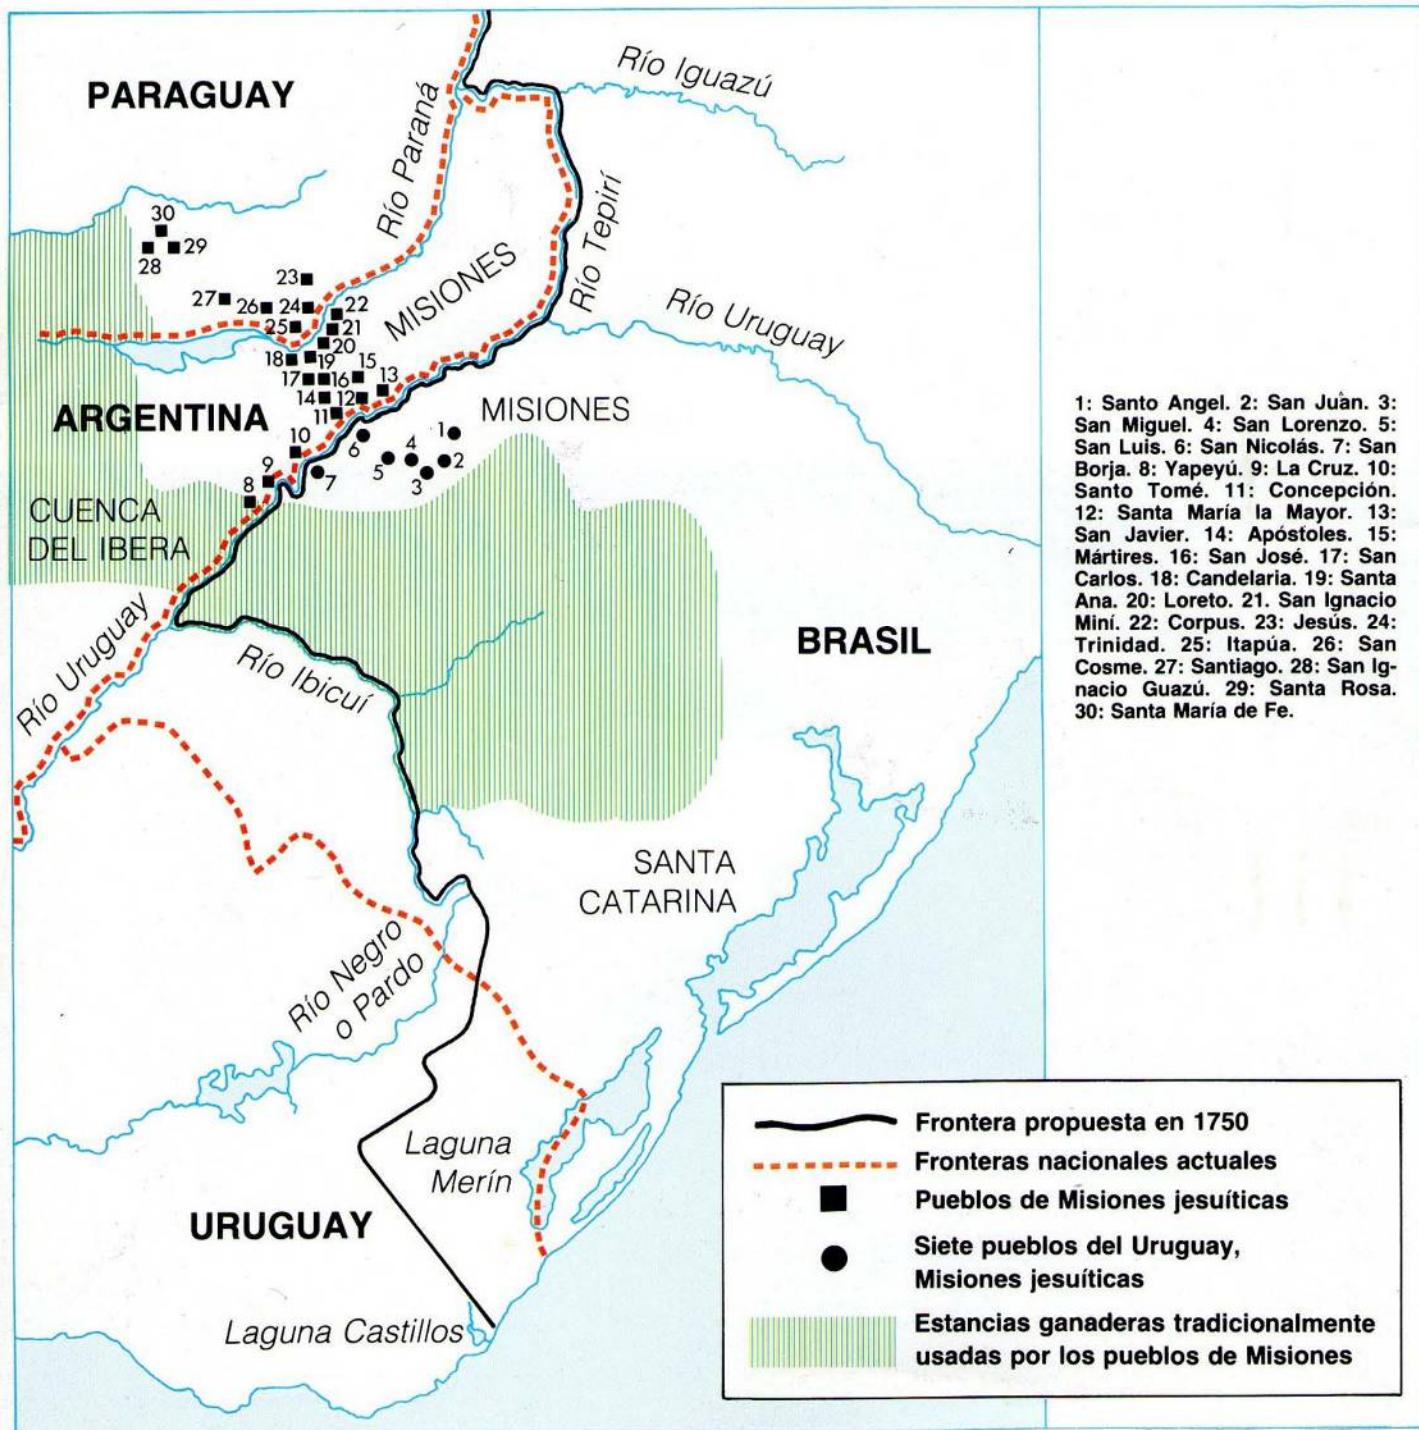 PARAGUAY
Río Iguazú
Río Paraná
Río Tepirí
30
29
28
23
27
26
24
22
25
21
20
MISIONES
Río Uruguay
18
19
15
17
16
13
14
12
11
ARGENTINA
MISIONES
10
6
1
5
4
2
9
7
3
8
CUENCA
DEL IBERA
Río Uruguay
Río Ibicuí
BRASIL
SANTA
CATARINA
Río Negro
o Pardo
Laguna
Merín
URUGUAY
Laguna Castillos
1: Santo Angel. 2: San Juan. 3:
San Miguel. 4: San Lorenzo. 5:
San Luis. 6: San Nicolás. 7: San
Borja. 8: Yapeyú. 9: La Cruz. 10:
Santo Tomé. 11: Concepción.
12: Santa María la Mayor. 13:
San Javier. 14: Apóstoles. 15:
Mártires. 16: San José. 17: San
Carlos. 18: Candelaria. 19: Santa
Ana. 20: Loreto. 21. San Ignacio
Miní. 22: Corpus. 23: Jesús. 24:
Trinidad. 25: Itapúa. 26: San
Cosme. 27: Santiago. 28: San Ig-
nacio Guazú. 29: Santa Rosa.
30: Santa María de Fe.
Frontera propuesta en 1750
Fronteras nacionales actuales
Pueblos de Misiones jesuíticas
Siete pueblos del Uruguay,
Misiones jesuíticas
Estancias ganaderas tradicionalmente
usadas por los pueblos de Misiones